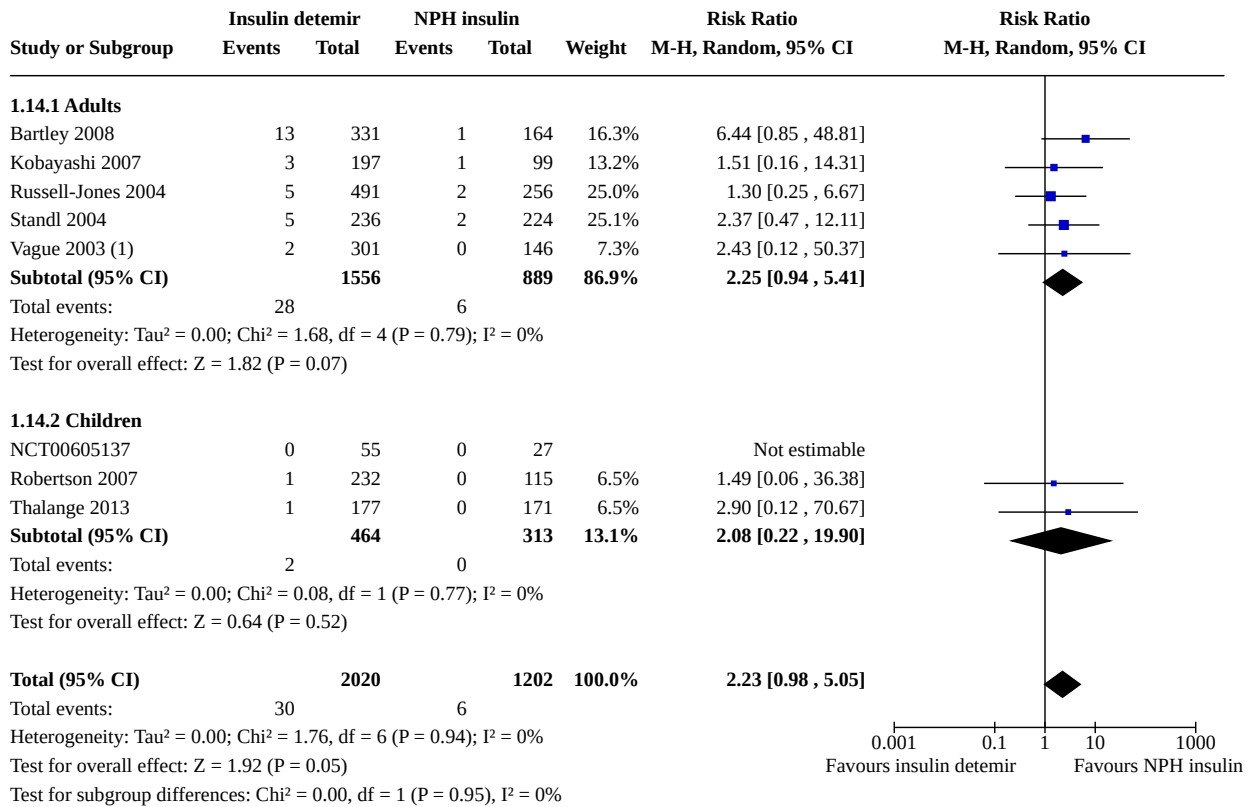 Insulin detemir NPH insulin Risk Ratio Risk Ratio
Study or Subgroup Events Total Events Total Weight M-H, Random, 95% CI M-H, Random, 95% CI
1.14.1 Adults
Bartley 2008 13 331 1 164 16.3% 6.44 [0.85 , 48.81]
Kobayashi 2007 3 197 1 99 13.2% 1.51 [0.16 , 14.31]
Russell-Jones 2004 5 491 2 256 25.0% 1.30 [0.25 , 6.67]
Standl 2004 5 236 2 224 25.1% 2.37 [0.47 , 12.11]
Vague 2003 (1) 2 301 0 146 7.3% 2.43 [0.12 , 50.37]
Subtotal (95% CI) 1556 889 86.9% 2.25 [0.94 , 5.41]
Total events: 28 6
Heterogeneity: Tau² = 0.00; Chi² = 1.68, df = 4 (P = 0.79); I² = 0%
Test for overall effect: Z = 1.82 (P = 0.07)
1.14.2 Children
NCT00605137 0 55 0 27 Not estimable
Robertson 2007 1 232 0 115 6.5% 1.49 [0.06 , 36.38]
Thalange 2013 1 177 0 171 6.5% 2.90 [0.12 , 70.67]
Subtotal (95% CI) 464 313 13.1% 2.08 [0.22 , 19.90]
Total events: 2 0
Heterogeneity: Tau² = 0.00; Chi² = 0.08, df = 1 (P = 0.77); I² = 0%
Test for overall effect: Z = 0.64 (P = 0.52)
Total (95% CI) 2020 1202 100.0% 2.23 [0.98 , 5.05]
Total events: 30 6
Heterogeneity: Tau² = 0.00; Chi² = 1.76, df = 6 (P = 0.94); I² = 0%
0.001 0.1 1 10 1000
Test for overall effect: Z = 1.92 (P = 0.05)
Favours insulin detemir Favours NPH insulin
Test for subgroup differences: Chi² = 0.00, df = 1 (P = 0.95), I² = 0%